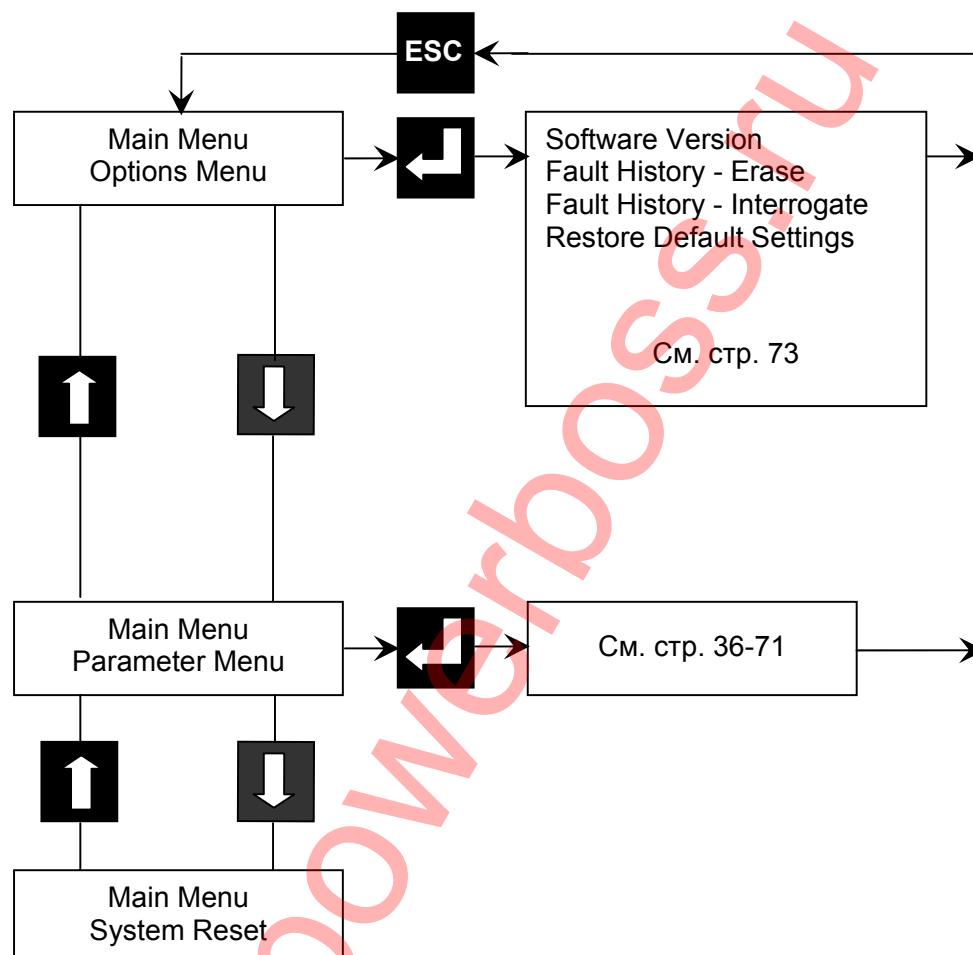 ESC
Main Menu
Options Menu
Software Version
Fault History - Erase
Fault History - Interrogate
Restore Default Settings
См. стр. 73
Main Menu
Parameter Menu
См. стр. 36-71
Main Menu
System Reset
powerboss.ru